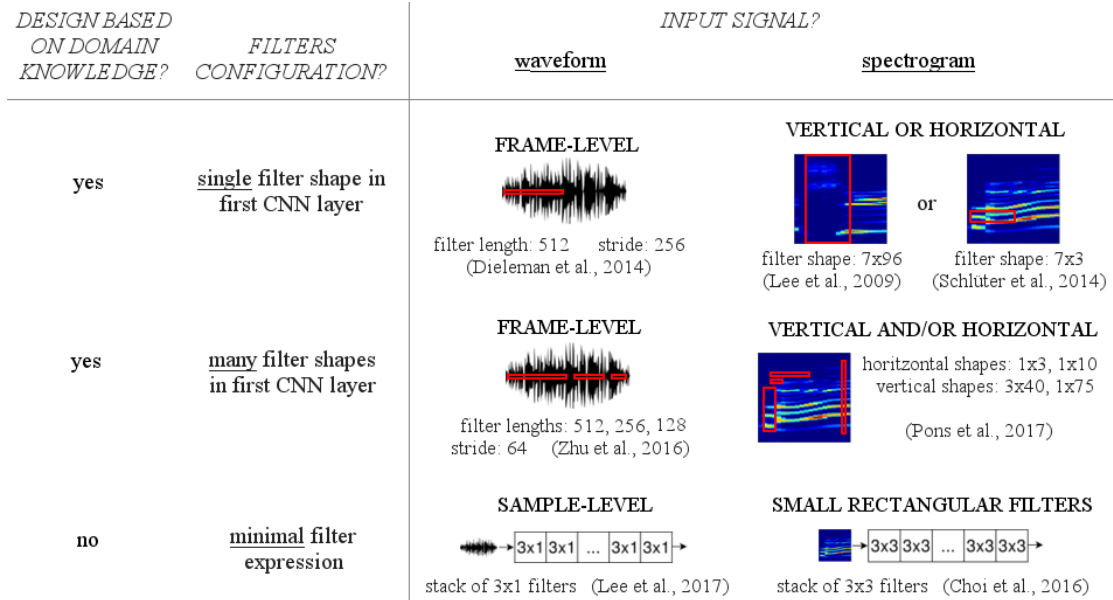 DESIGN BASED
ON DOMAIN
KNOWLEDGE?
FILTERS
CONFIGURATION?
INPUT SIGNAL?
waveform
spectrogram
yes
single filter shape in
first CNN layer
FRAME-LEVEL
filter length: 512 stride: 256
(Dieleman et al., 2014)
VERTICAL OR HORIZONTAL
or
filter shape: 7x96
(Lee et al., 2009)
filter shape: 7x3
(Schlüter et al., 2014)
yes
many filter shapes
in first CNN layer
FRAME-LEVEL
filter lengths: 512, 256, 128
stride: 64 (Zhu et al., 2016)
VERTICAL AND/OR HORIZONTAL
horitzontal shapes: 1x3, 1x10
vertical shapes: 3x40, 1x75
(Pons et al., 2017)
no
minimal filter
expression
SAMPLE-LEVEL
3x1 3x1 ... 3x1 3x1
stack of 3x1 filters (Lee et al., 2017)
SMALL RECTANGULAR FILTERS
3x3 3x3 ... 3x3 3x3
stack of 3x3 filters (Choi et al., 2016)